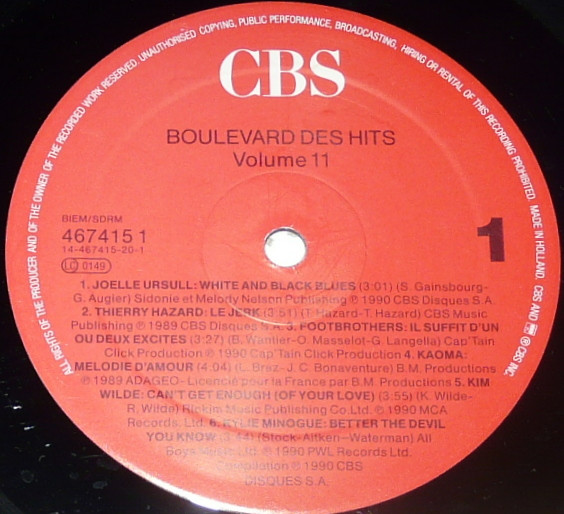 ALL RIGHTS OF THE PRODUCER AND OF THE OWNER OF THE RECORDED WORK RESERVED. UNAUTHORISED COPYING, PUBLIC PERFORMANCE, BROADCASTING, HIRING OR RENTAL OF THIS RECORDING PROHIBITED. MADE IN HOLLAND. CBS AND ® CBS INC.
CBS
BOULEVARD DES HITS
Volume 11
BIEM/SDRM
467415 1
14-467415-20-1
LC 0149
1
1. JOELLE URSULL: WHITE AND BLACK BLUES (3:01) (S. Gainsbourg-
G. Augier) Sidonie et Melody Nelson Publishing ℗ 1990 CBS Disques S.A.
2. THIERRY HAZARD: LE JERK (3:51) (T. Hazard-T. Hazard) CBS Music
Publishing ℗ 1989 CBS Disques S.A. 3. FOOTBROTHERS: IL SUFFIT D'UN
OU DEUX EXCITES (3:27) (B. Wantier-O. Masselot-G. Langella) Cap'Tain
Click Production ℗ 1990 Cap'Tain Click Production 4. KAOMA:
MELODIE D'AMOUR (4:04) (L. Braz-J.C. Bonaventure) B.M. Productions
℗ 1989 ADAGEO-Licencié pour la France par B.M. Productions 5. KIM
WILDE: CAN'T GET ENOUGH (OF YOUR LOVE) (3:55) (K. Wilde-
R. Wilde) Rickim Music Publishing Co. Ltd. ℗ 1990 MCA
Records. Ltd. 6. KYLIE MINOGUE: BETTER THE DEVIL
YOU KNOW (3:44) (Stock-Aitken-Waterman) All
Boys Music Ltd ℗ 1990 PWL Records Ltd.
Compilation ℗ 1990 CBS
DISQUES S.A.